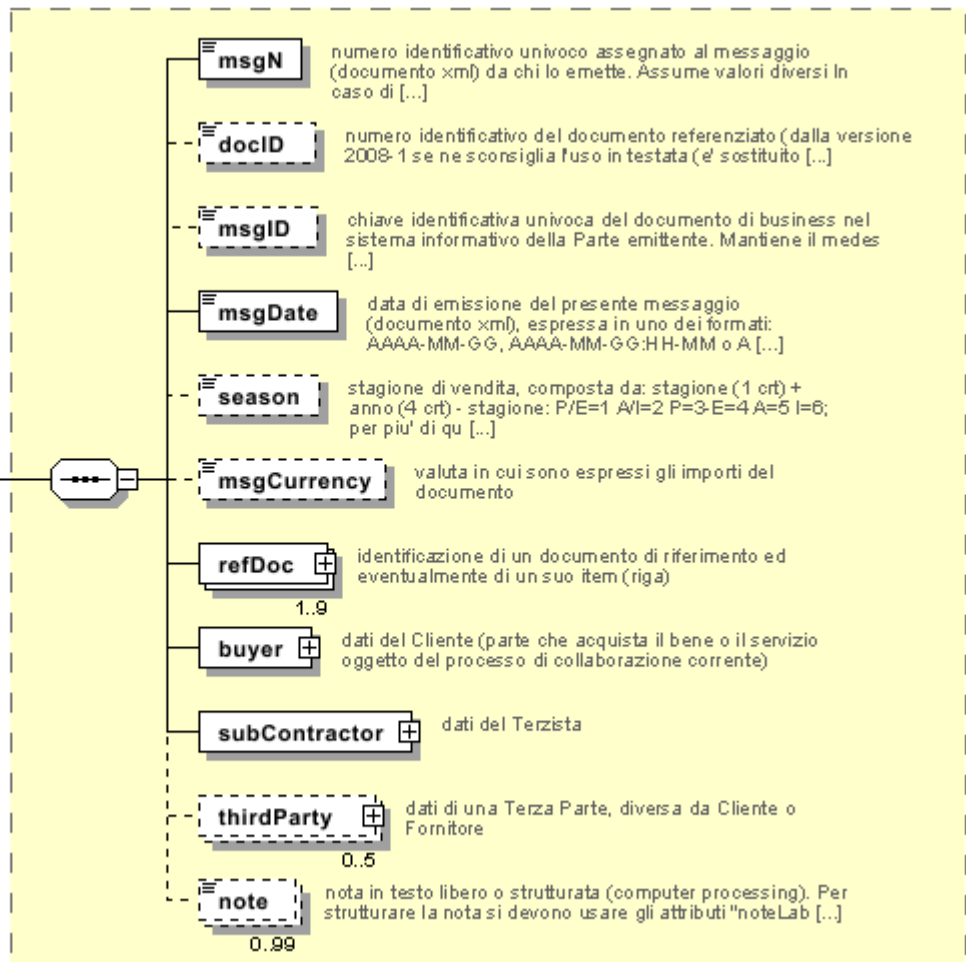 msgN
numero identificativo univoco assegnato al messaggio
(documento xml) da chi lo emette. Assume valori diversi In
caso di [...]
docID
numero identificativo del documento referenziato (dalla versione
2008-1 se ne sconsiglia l'uso in testata (e' sostituito [...]
msgID
chiave identificativa univoca del documento di business nel
sistema informativo della Parte emittente. Mantiene il medes
[...]
msgDate
data di emissione del presente messaggio
(documento xml), espressa in uno dei formati:
AAAA-MM-GG, AAAA-MM-GG:HH-MM o A [...]
season
stagione di vendita, composta da: stagione (1 crt) +
anno (4 crt) - stagione: P/E=1 A/I=2 P=3-E=4 A=5 I=6;
per piu' di qu [...]
msgCurrency
valuta in cui sono espressi gli importi del
documento
refDoc
1..9
identificazione di un documento di riferimento ed
eventualmente di un suo item (riga)
buyer
dati del Cliente (parte che acquista il bene o il servizio
oggetto del processo di collaborazione corrente)
subContractor
dati del Terzista
thirdParty
0..5
dati di una Terza Parte, diversa da Cliente o
Fornitore
note
0..99
nota in testo libero o strutturata (computer processing). Per
strutturare la nota si devono usare gli attributi "noteLab [...]